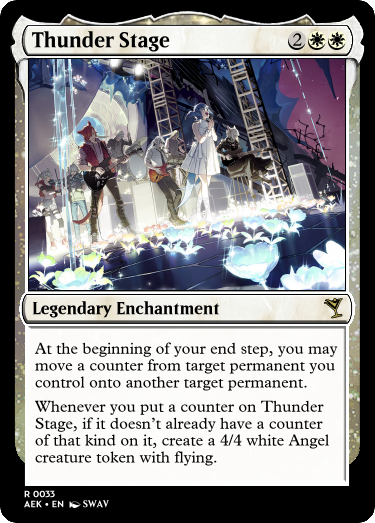 Thunder Stage 2
Legendary Enchantment
At the beginning of your end step, you may
move a counter from target permanent you
control onto another target permanent.
Whenever you put a counter on Thunder
Stage, if it doesn't already have a counter
of that kind on it, create a 4/4 white Angel
creature token with flying.
R 0033
AEK • EN SWAV